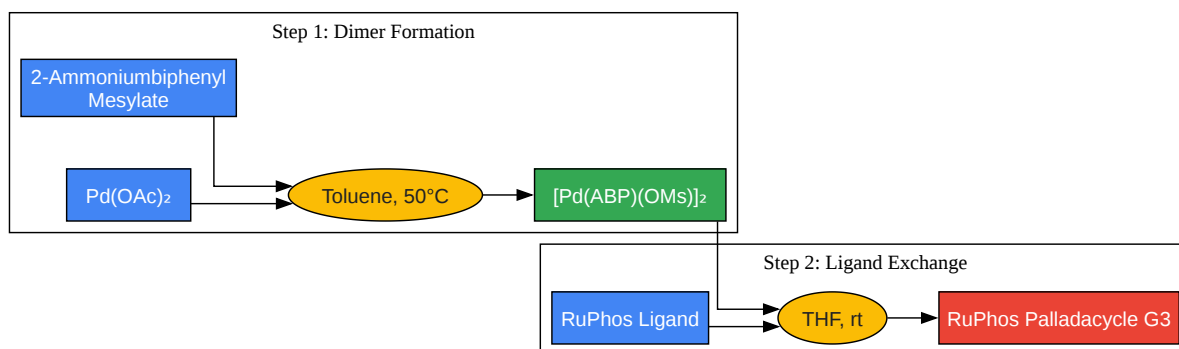 Step 1: Dimer Formation
2-Ammoniumbiphenyl
Mesylate
Pd(OAc)₂
Toluene, 50°C
[Pd(ABP)(OMs)]₂
Step 2: Ligand Exchange
RuPhos Ligand
THF, rt
RuPhos Palladacycle G3